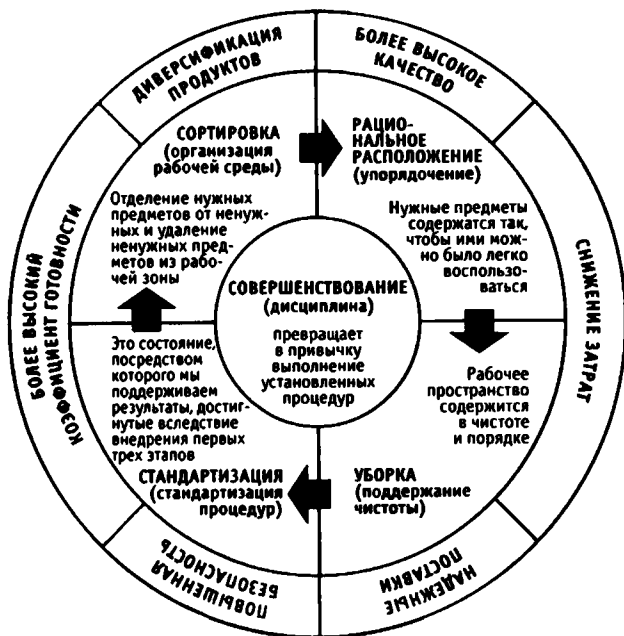 ДИВЕРСИФИКАЦИЯ
ПРОДУКТОВ
БОЛЕЕ ВЫСОКОЕ
КАЧЕСТВО
СНИЖЕНИЕ ЗАТРАТ
НАДЕЖНЫЕ
ПОСТАВКИ
ПОВЫШЕННАЯ
БЕЗОПАСНОСТЬ
БОЛЕЕ ВЫСОКИЙ
КОЭФФИЦИЕНТ ГОТОВНОСТИ
СОРТИРОВКА
(организация
рабочей среды)
Отделение нужных
предметов от ненуж-
ных и удаление
ненужных пред-
метов из рабо-
чей зоны
РАЦИО-
НАЛЬНОЕ
РАСПОЛОЖЕНИЕ
(упорядочение)
Нужные предметы
содержатся так,
чтобы ими мож-
но было легко
воспользо-
ваться
СОВЕРШЕНСТВОВАНИЕ
(дисциплина)
превращает
в привычку
выполнение
установленных
процедур
Рабочее
пространство
содержится
в чистоте
и порядке
УБОРКА
(поддержание
чистоты)
Это состояние,
посредством
которого мы
поддерживаем
результаты, достиг-
нутые вследствие
внедрения первых
трех этапов
СТАНДАРТИЗАЦИЯ
(стандартизация
процедур)